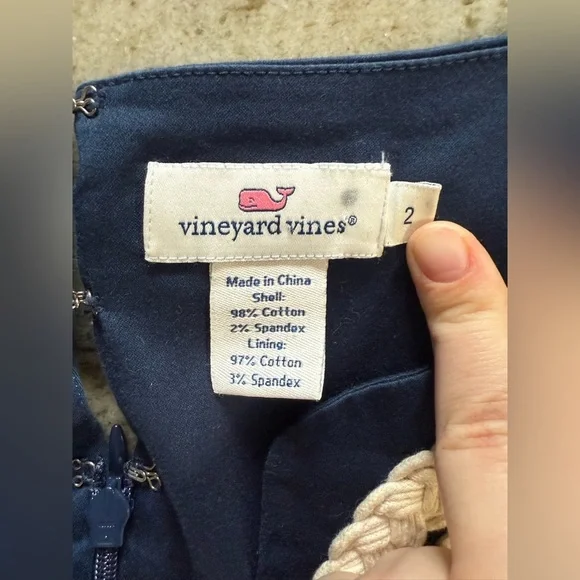 vineyard vines®
2
Made in China
Shell:
98% Cotton
2% Spandex
Lining:
97% Cotton
3% Spandex